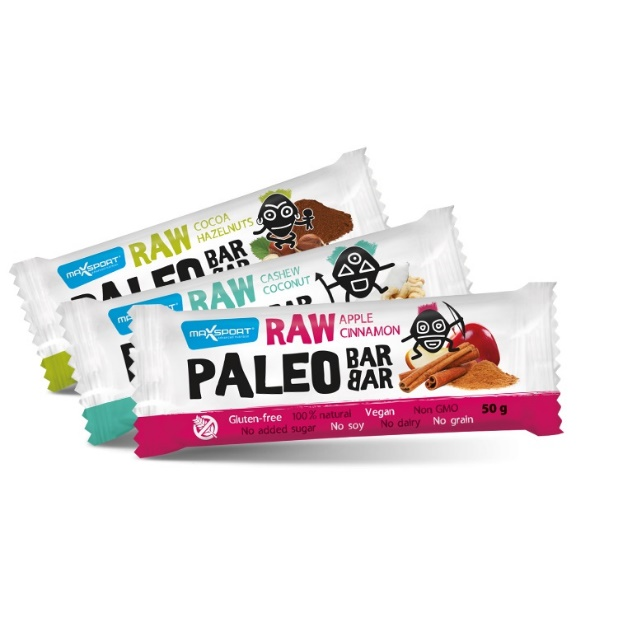 MAXSPORT®
RAW
COCOA
HAZELNUTS
PALEO
BAR
BAR
MAXSPORT
RAW
CASHEW
COCONUT
BAR
MAXSPORT®
RAW
APPLE
CINNAMON
PALEO
BAR
BAR
Gluten-free 100% natural Vegan Non GMO 50 g
No added sugar No soy No dairy No grain